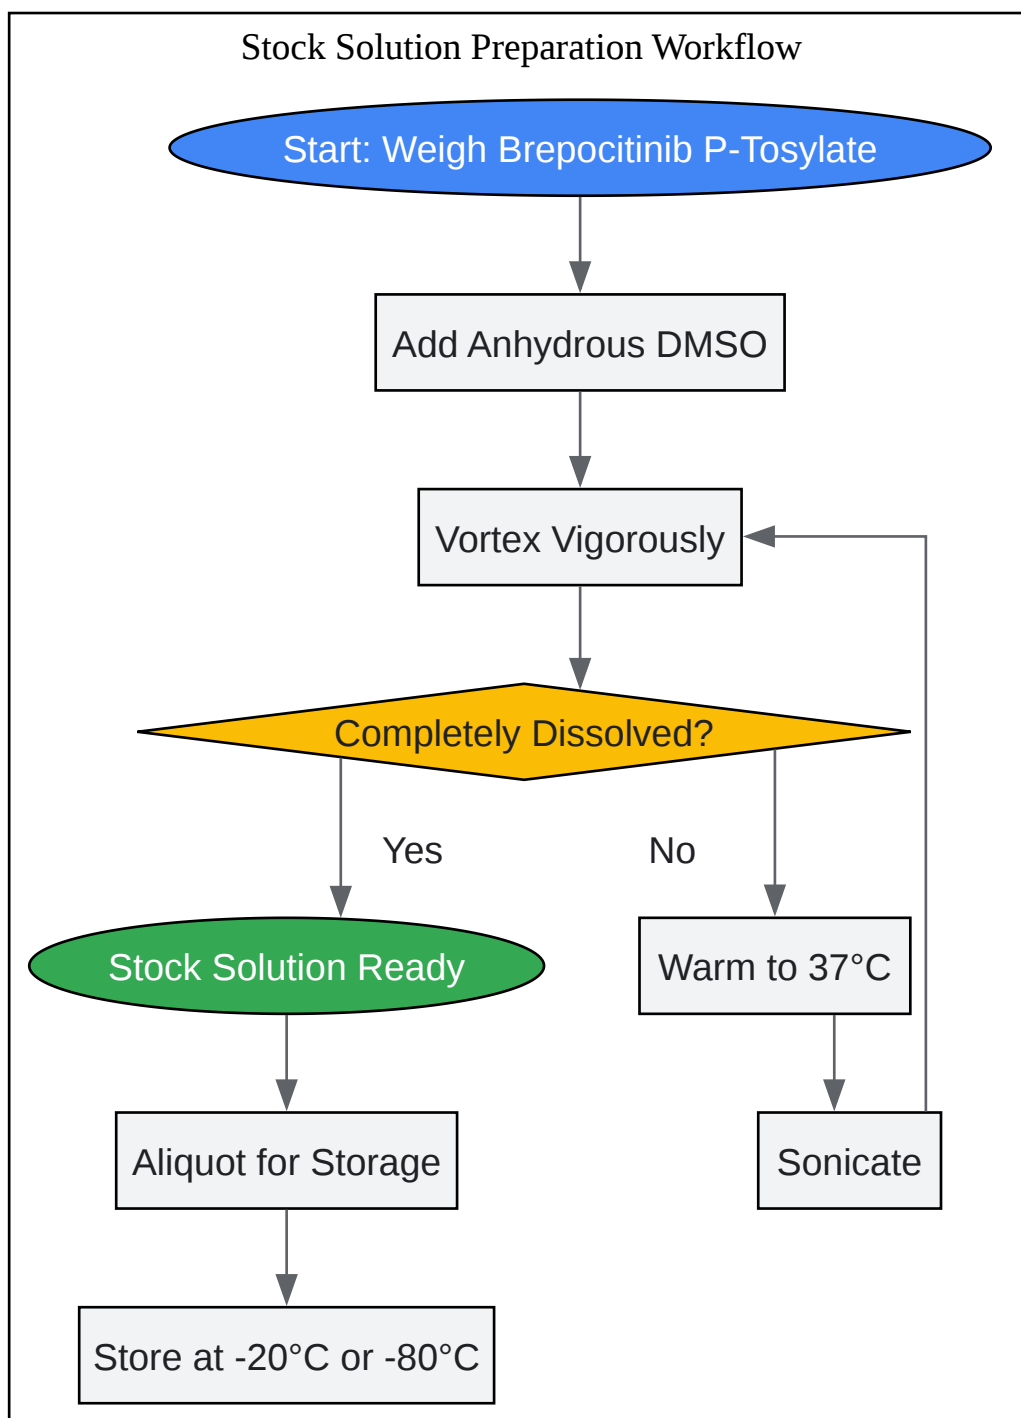 Stock Solution Preparation Workflow
Start: Weigh Brepocitinib P-Tosylate
Add Anhydrous DMSO
Vortex Vigorously
Completely Dissolved?
Yes
No
Stock Solution Ready
Warm to 37°C
Aliquot for Storage
Sonicate
Store at -20°C or -80°C